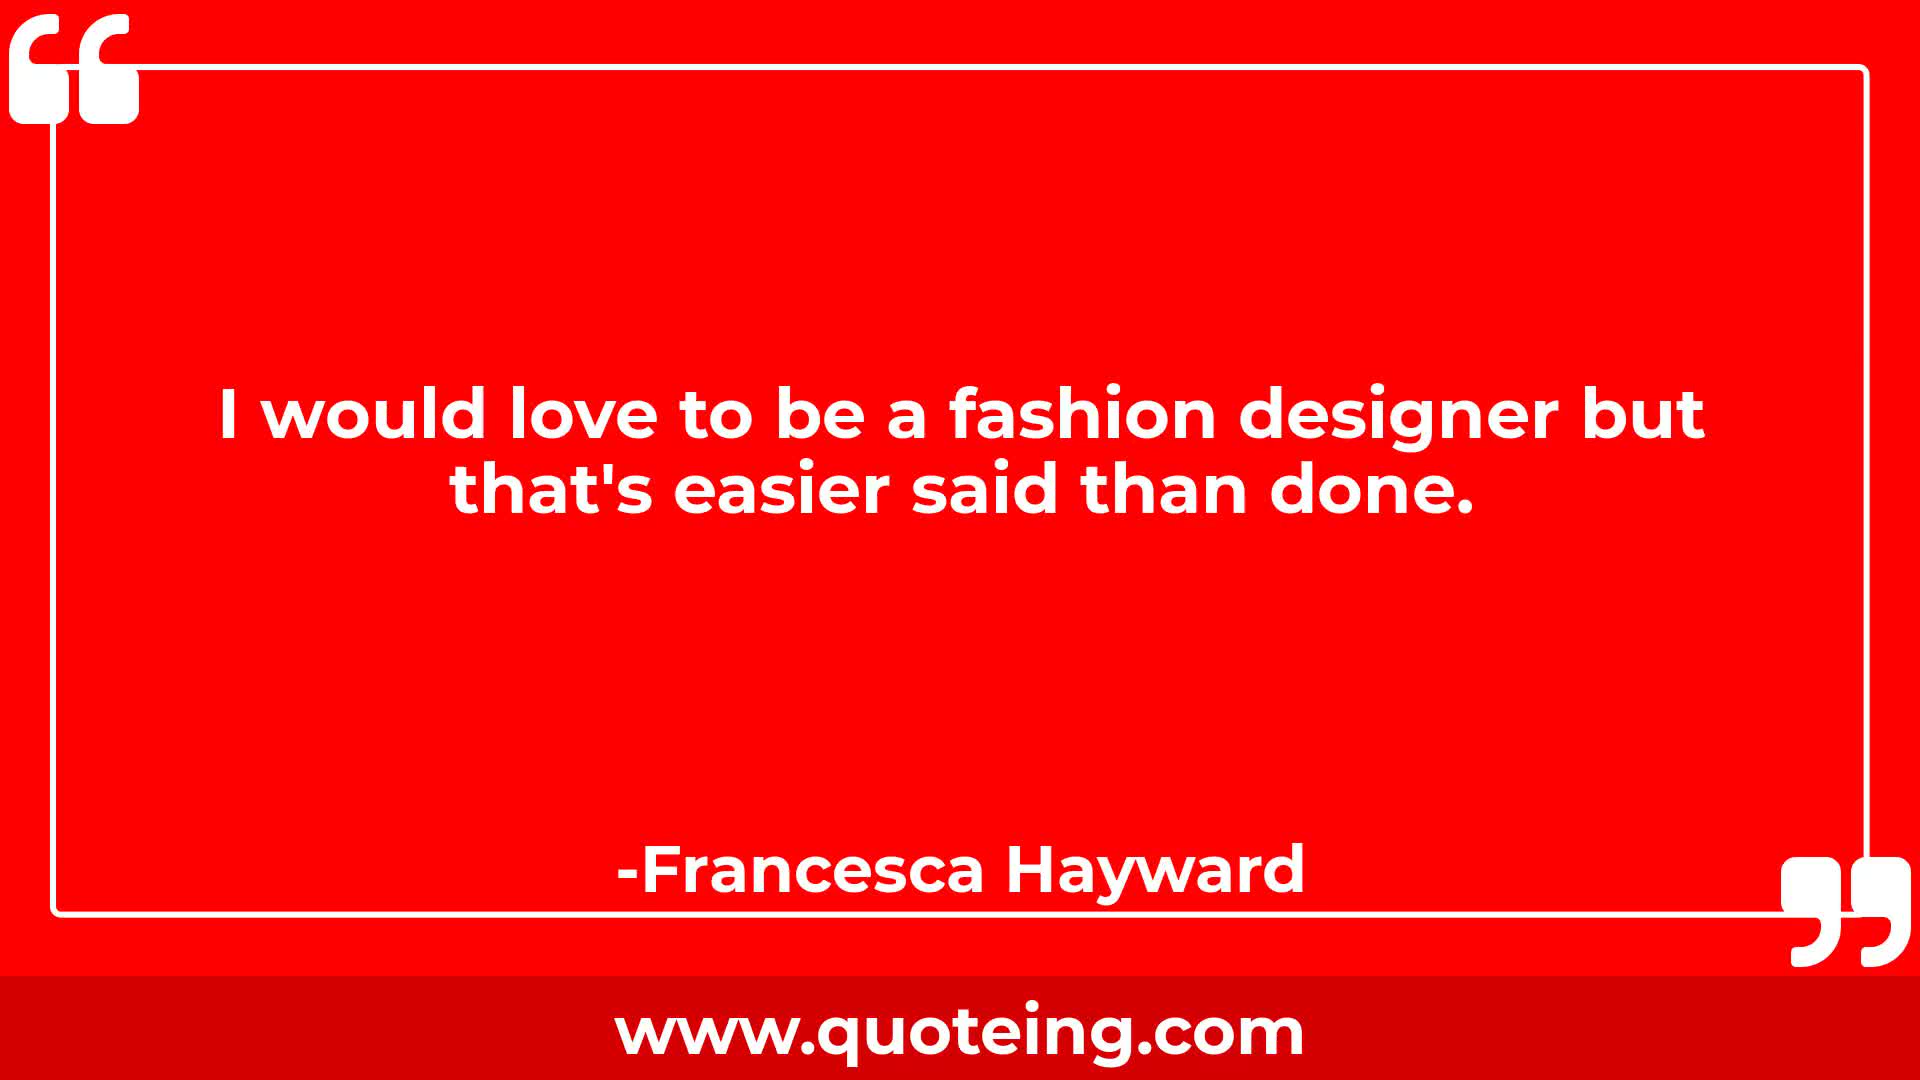 I would love to be a fashion designer but
that's easier said than done.
-Francesca Hayward
www.quoteing.com